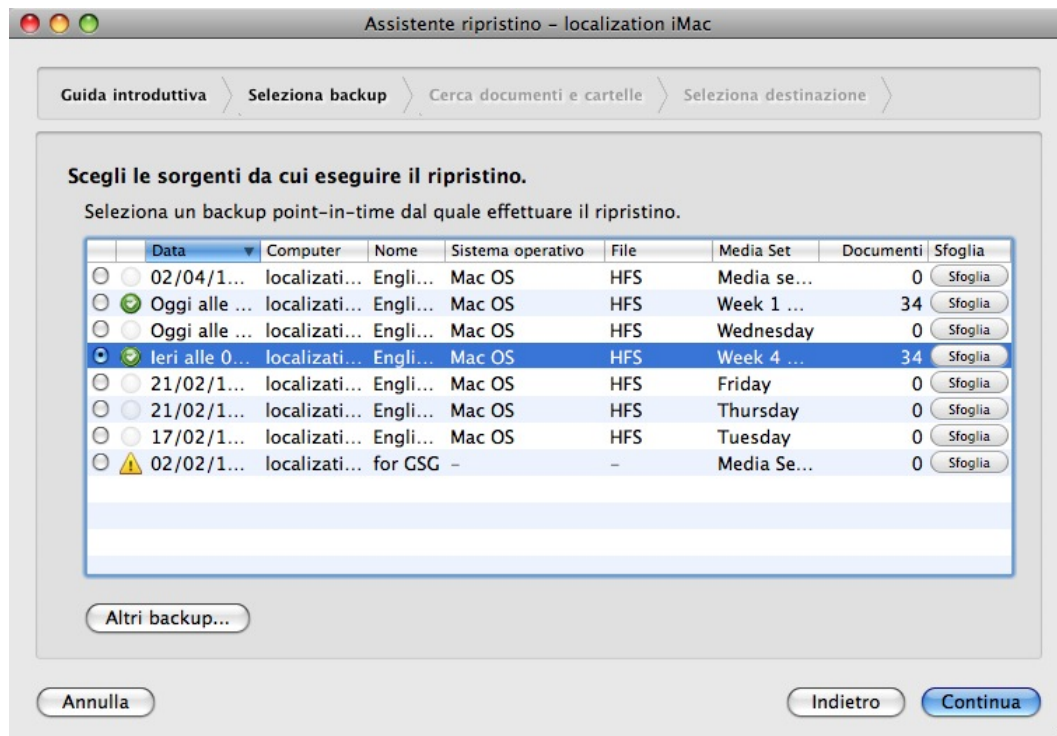 Assistente ripristino – localization iMac
Guida introduttiva Seleziona backup Cerca documenti e cartelle Seleziona destinazione
Scegli le sorgenti da cui eseguire il ripristino.
Seleziona un backup point-in-time dal quale effettuare il ripristino.
Data Computer Nome Sistema operativo File Media Set Documenti Sfoglia
02/04/1... localizati... Engli... Mac OS HFS Media se... 0 Sfoglia
Oggi alle ... localizati... Engli... Mac OS HFS Week 1 ... 34 Sfoglia
Oggi alle ... localizati... Engli... Mac OS HFS Wednesday 0 Sfoglia
Ieri alle 0... localizati... Engli... Mac OS HFS Week 4 ... 34 Sfoglia
21/02/1... localizati... Engli... Mac OS HFS Friday 0 Sfoglia
21/02/1... localizati... Engli... Mac OS HFS Thursday 0 Sfoglia
17/02/1... localizati... Engli... Mac OS HFS Tuesday 0 Sfoglia
02/02/1... localizati... for GSG – – Media Se... 0 Sfoglia
Altri backup...
Annulla Indietro Continua